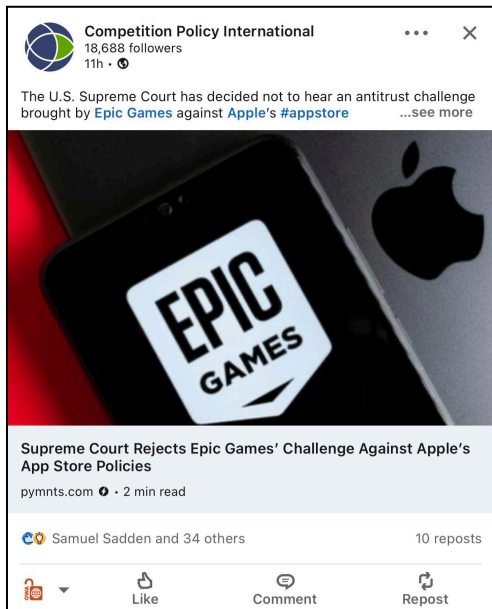 Competition Policy International
18,688 followers
11h •
The U.S. Supreme Court has decided not to hear an antitrust challenge
brought by Epic Games against Apple's #appstore ...see more
EPIC
GAMES
Supreme Court Rejects Epic Games' Challenge Against Apple's
App Store Policies
pymnts.com • 2 min read
Samuel Sadden and 34 others 10 reposts
Like Comment Repost